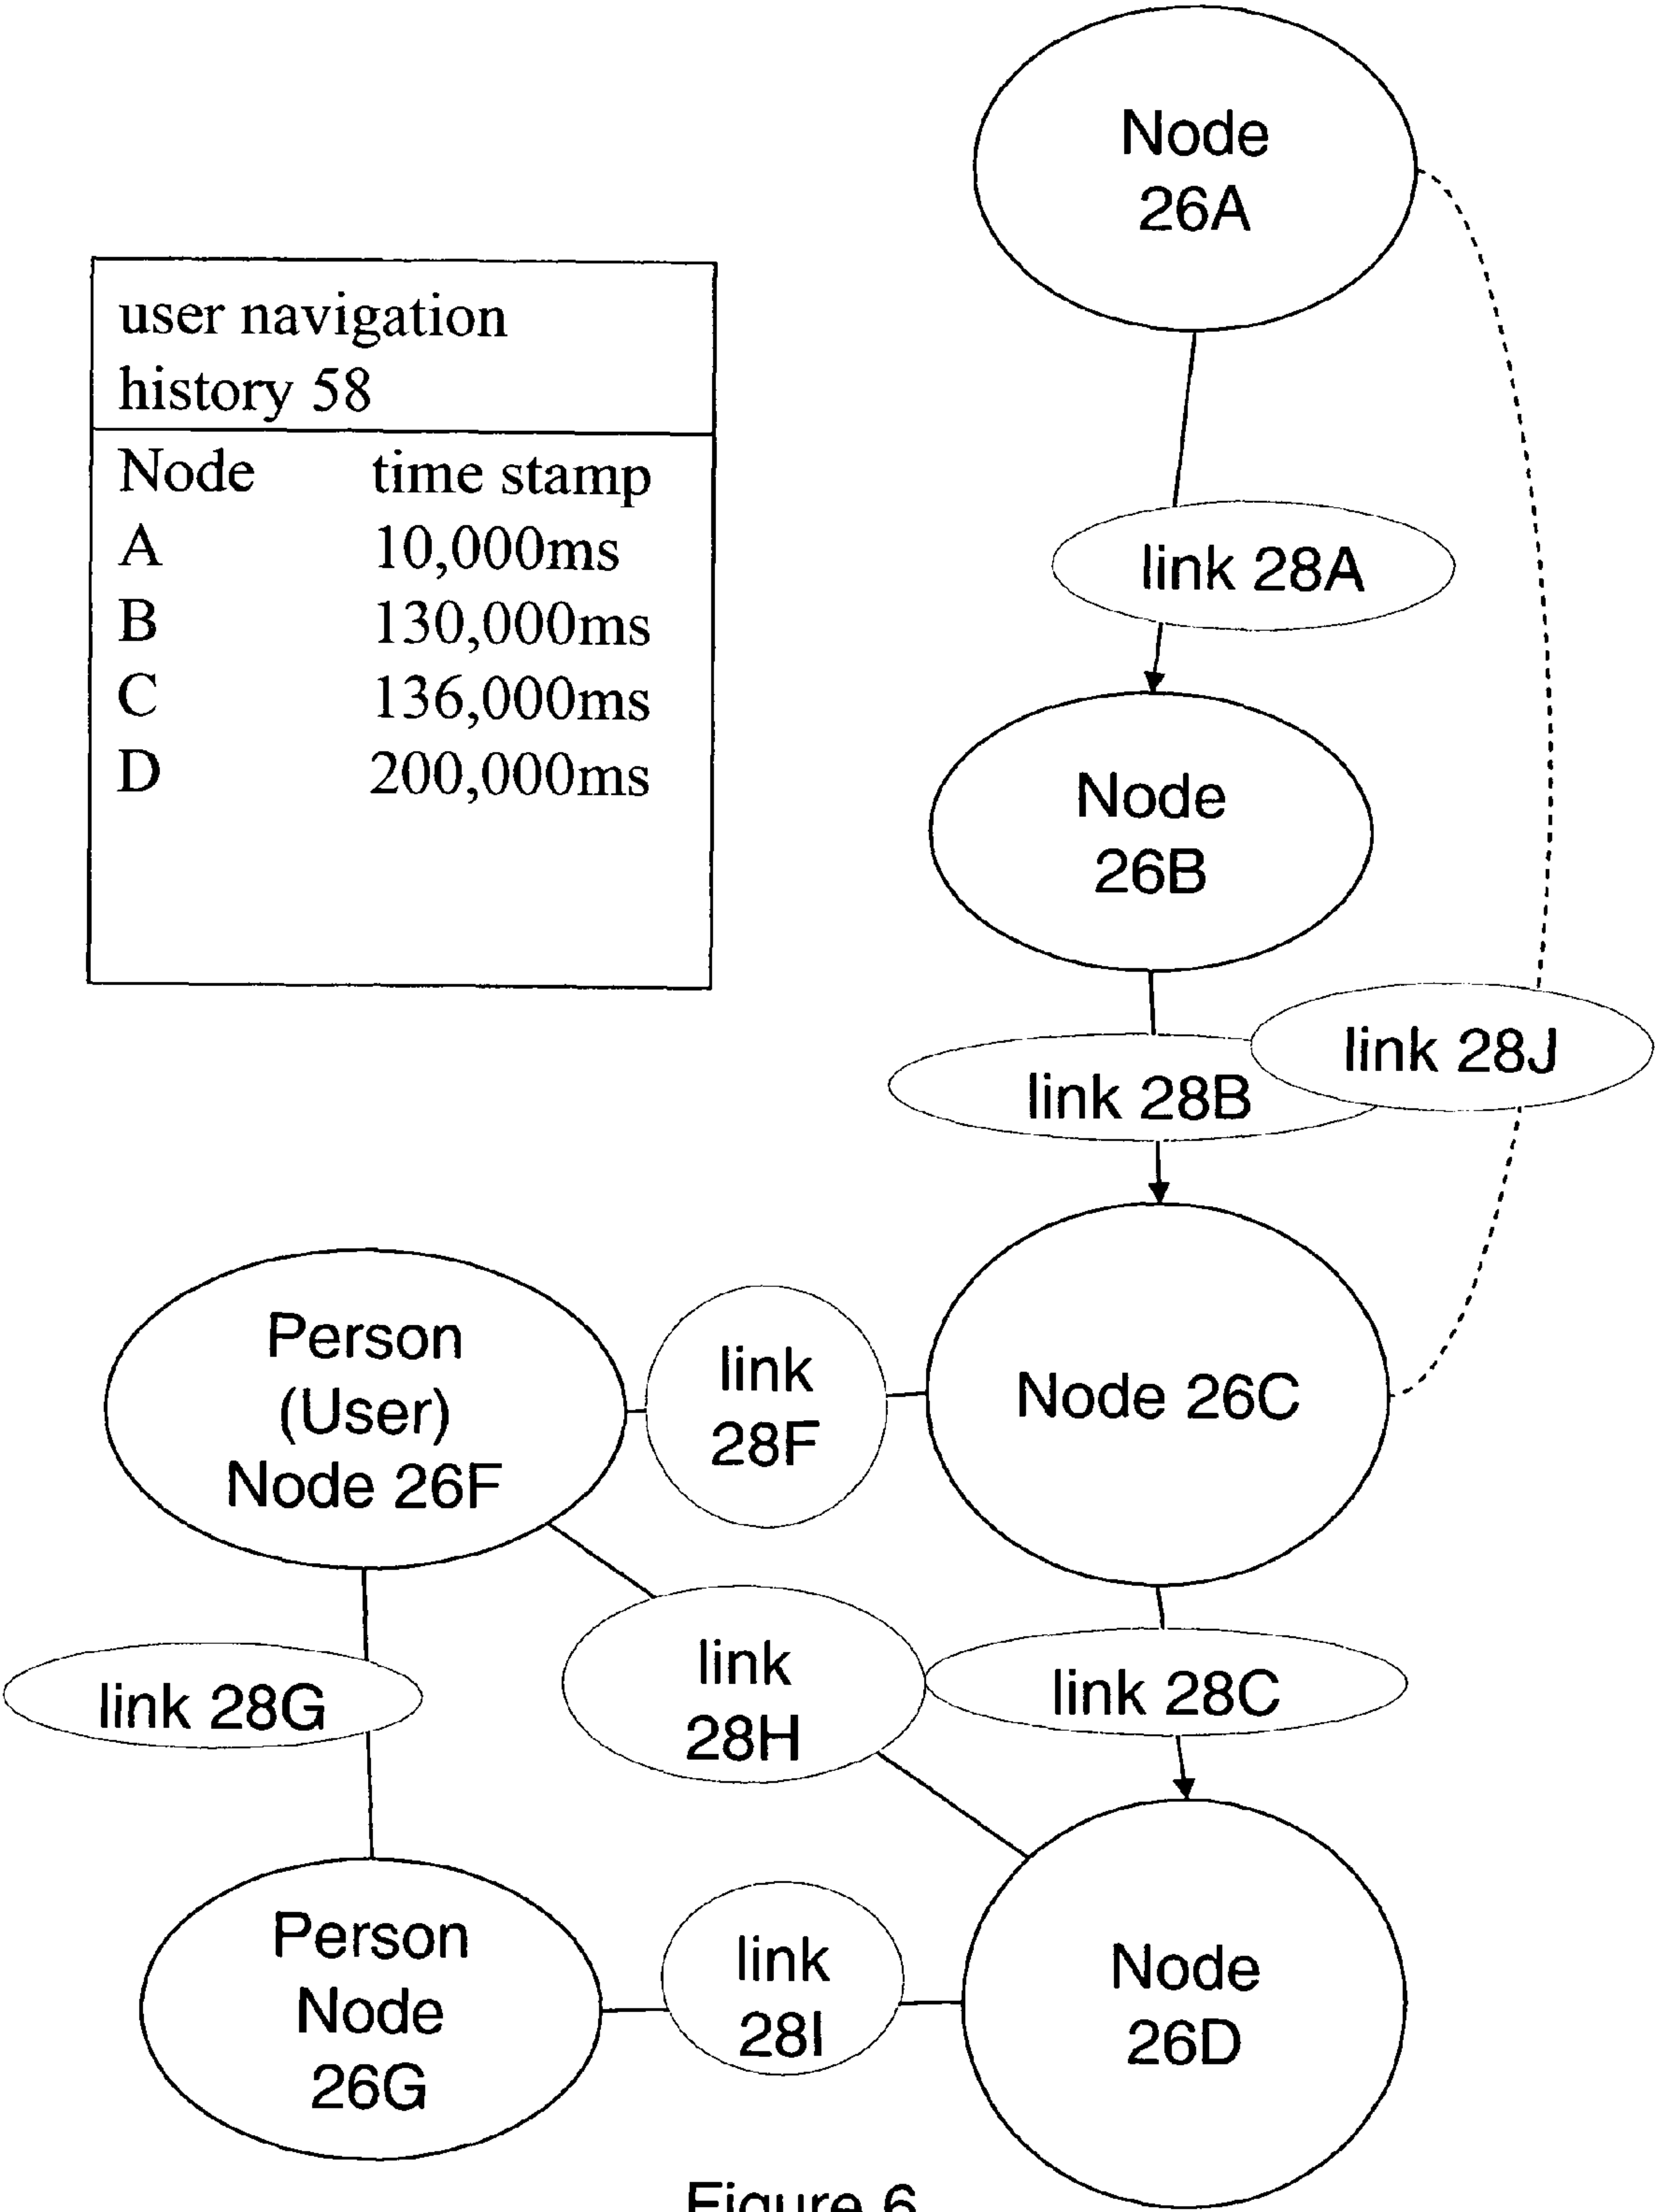 Node
26A
user navigation
history 58
Node time stamp
A 10,000ms
B 130,000ms
C 136,000ms
D 200,000ms
link 28A
Node
26B
link 28J
link 28B
Person
(User)
Node 26F
link
28F
Node 26C
link 28G
link
28H
link 28C
Person
Node
26G
link
28I
Node
26D
Figure 6